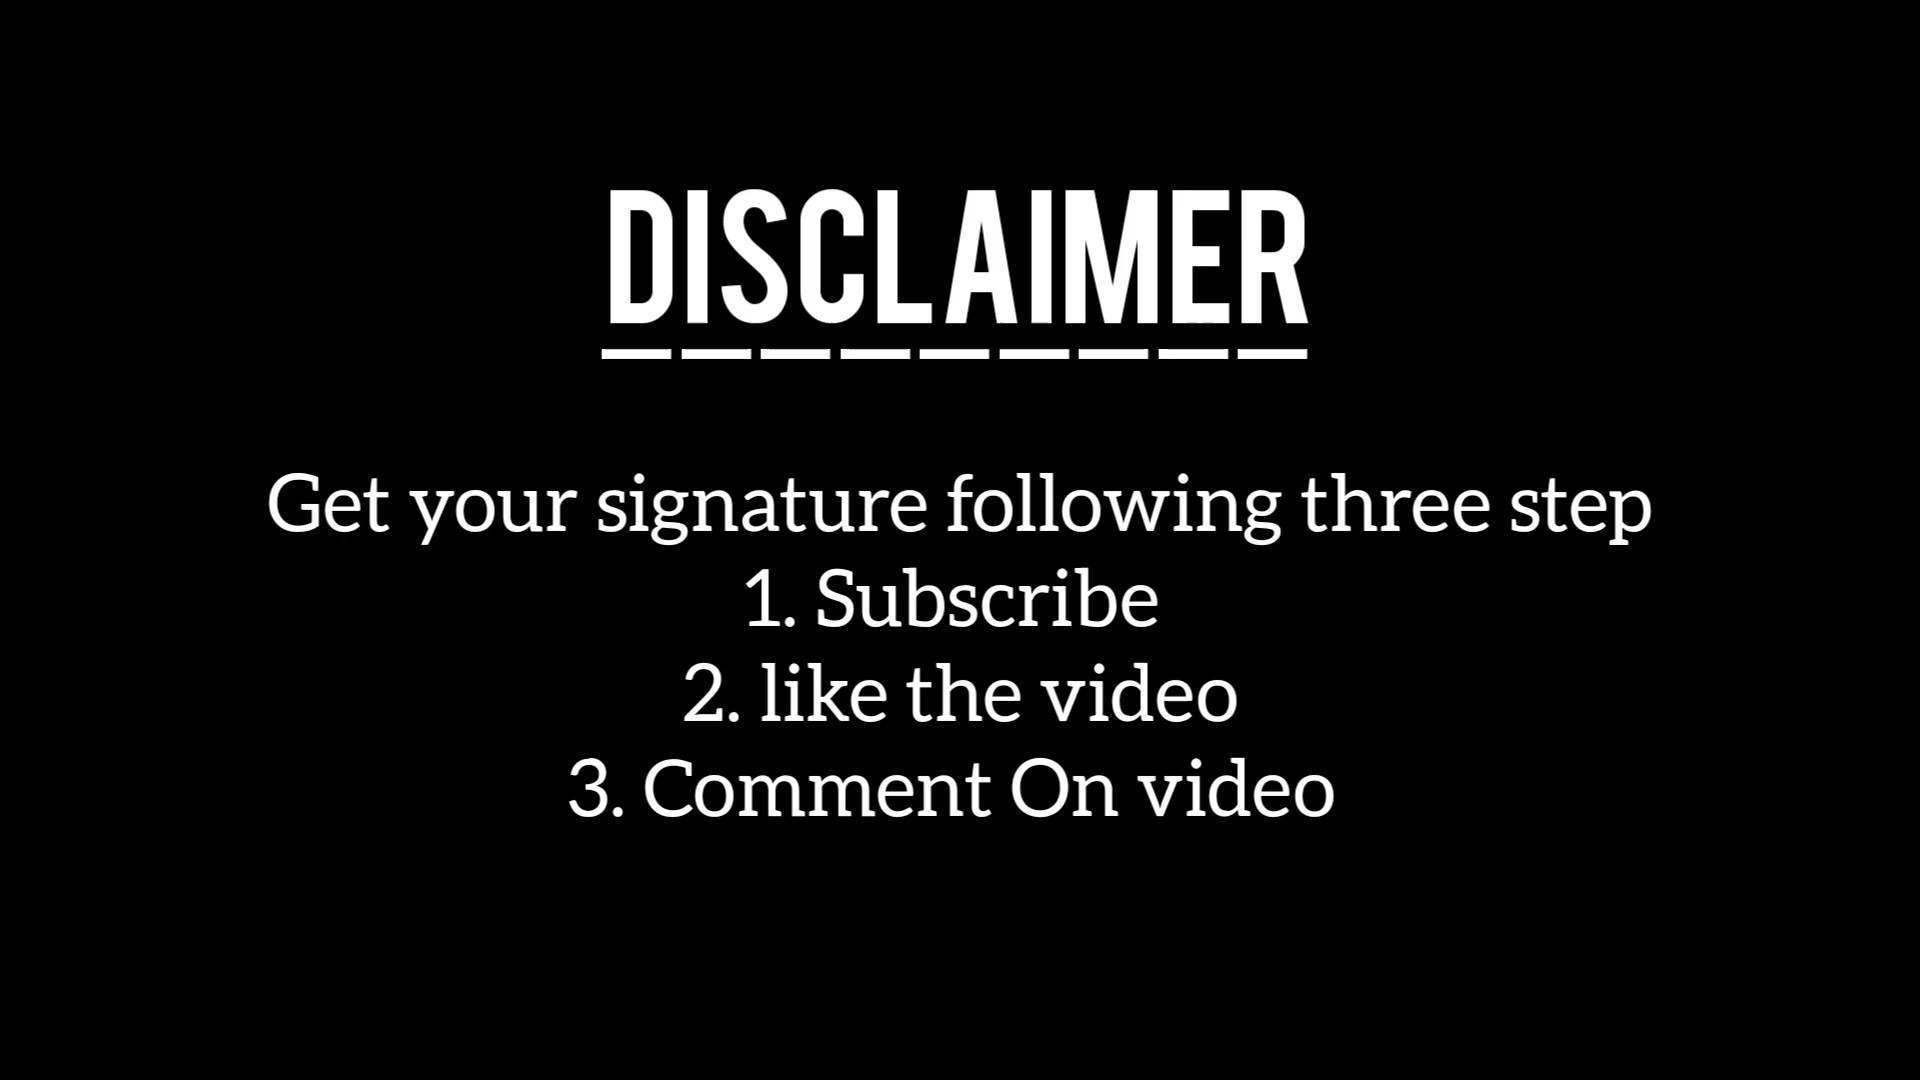 DISCLAIMER
Get your signature following three step
1. Subscribe
2. like the video
3. Comment On video